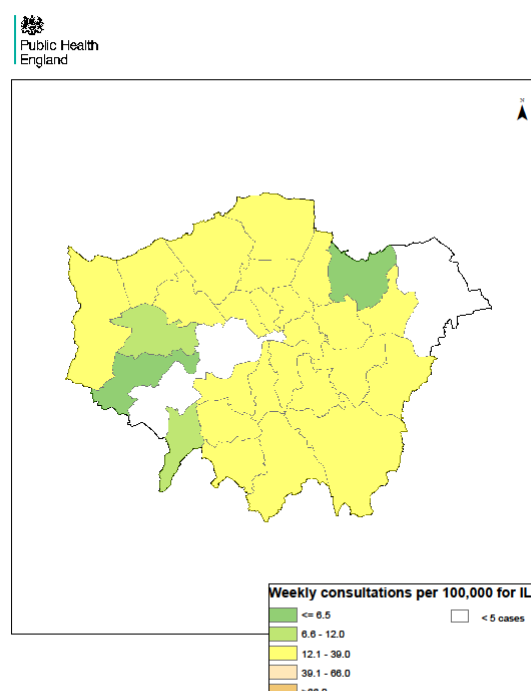 Public Health
England
N
Weekly consultations per 100,000 for IL
<= 6.5
< 5 cases
6.6 - 12.0
12.1 - 39.0
39.1 - 66.0